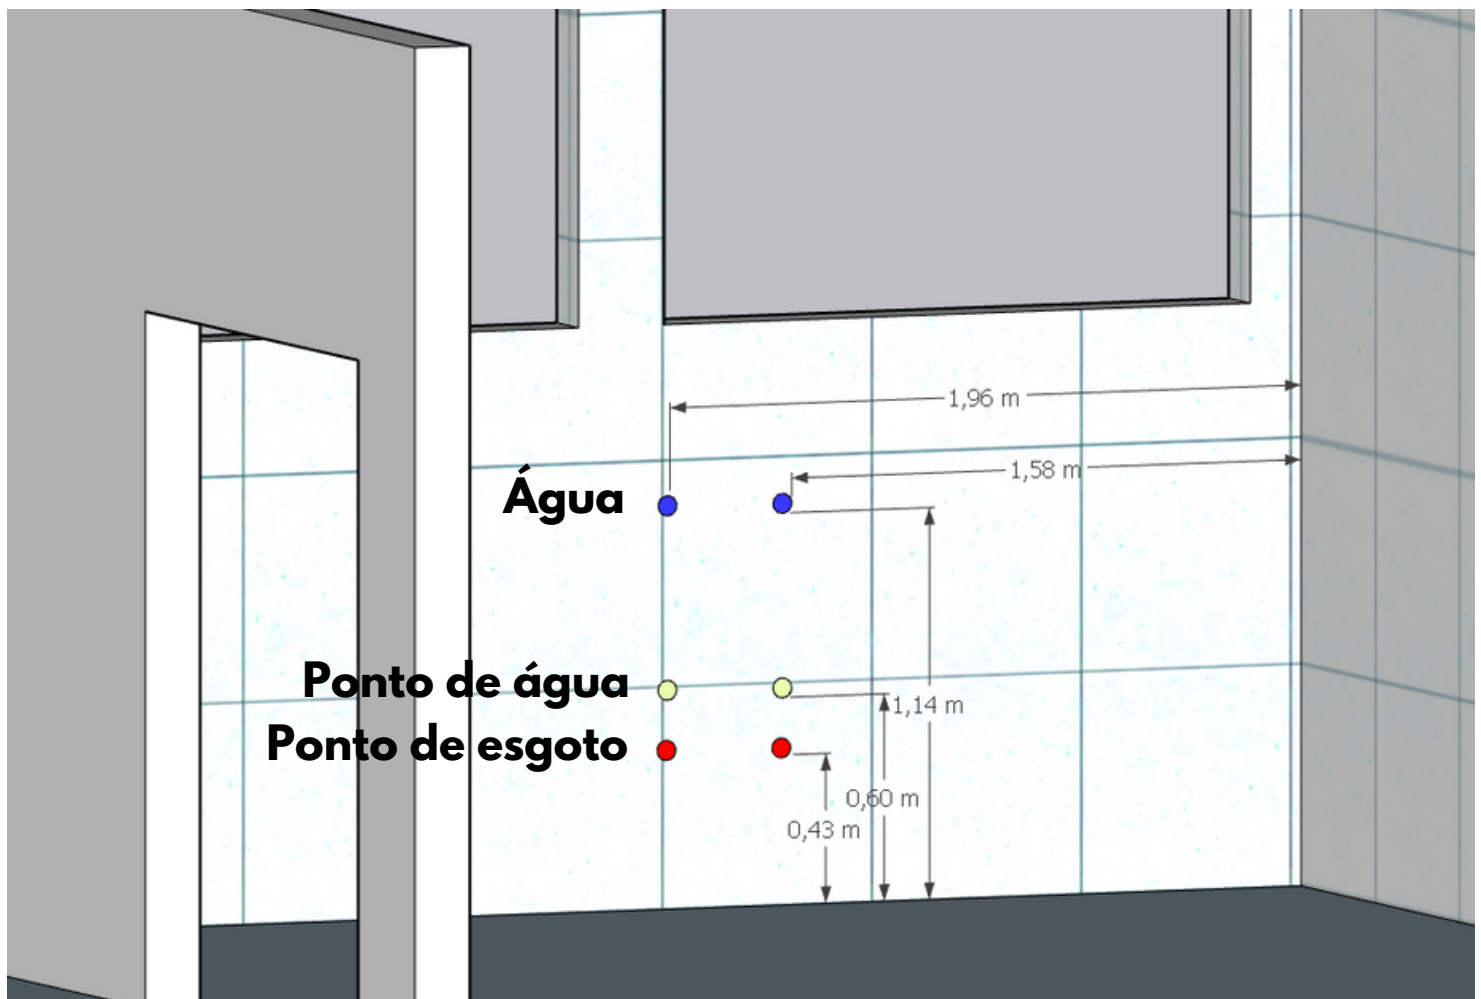 1,96 m
1,58 m
Água
Ponto de água
1,14 m
Ponto de esgoto
0,60 m
0,43 m